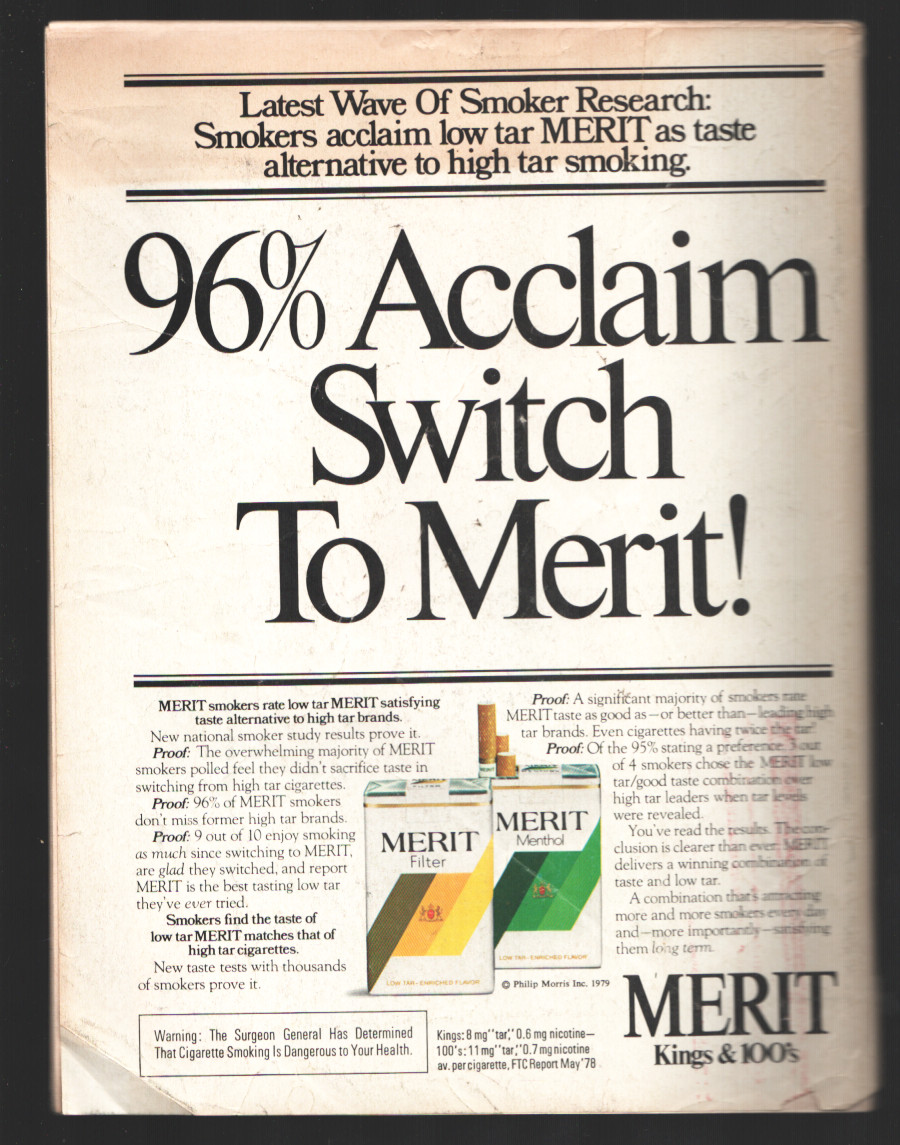 Latest Wave Of Smoker Research:
Smokers acclaim low tar MERIT as taste
alternative to high tar smoking.
96% Acclaim
Switch
To Merit!
MERIT smokers rate low tar MERIT satisfying
taste alternative to high tar brands.
New national smoker study results prove it.
Proof: The overwhelming majority of MERIT
smokers polled feel they didn't sacrifice taste in
switching from high tar cigarettes.
Proof: 96% of MERIT smokers
don't miss former high tar brands.
Proof: 9 out of 10 enjoy smoking
as much since switching to MERIT,
are glad they switched, and report
MERIT is the best tasting low tar
they've ever tried.
Smokers find the taste of
low tar MERIT matches that of
high tar cigarettes.
New taste tests with thousands
of smokers prove it.
Proof: A significant majority of smokers rate
MERIT taste as good as—or better than—leading high
tar brands. Even cigarettes having twice the tar!
Proof: Of the 95% stating a preference, 3 out
of 4 smokers chose the MERIT low
tar/good taste combination over
high tar leaders when tar levels
were revealed.
You've read the results. The con-
clusion is clearer than ever: MERIT
delivers a winning combination of
taste and low tar.
A combination that's attracting
more and more smokers every day
and—more importantly—satisfying
them long term.
FILTER
MERIT
Filter
LOW TAR - ENRICHED FLAVOR
MERIT
Menthol
LOW TAR - ENRICHED FLAVOR
© Philip Morris Inc. 1979
MERIT
Kings & 100's
Warning: The Surgeon General Has Determined
That Cigarette Smoking Is Dangerous to Your Health.
Kings: 8 mg "tar," 0.6 mg nicotine—
100's: 11 mg "tar," 0.7 mg nicotine
av. per cigarette, FTC Report May '78